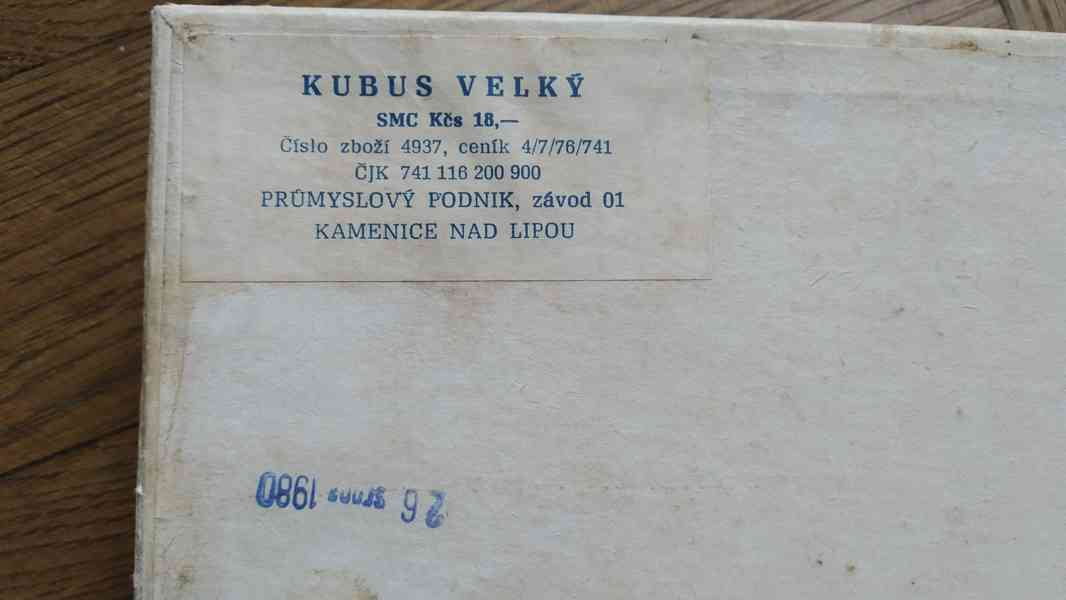 KUBUS VELKÝ
SMC Kčs 18,—
Číslo zboží 4937, ceník 4/7/76/741
ČJK 741 116 200 900
PRŮMYSLOVÝ PODNIK, závod 01
KAMENICE NAD LIPOU
26 1980